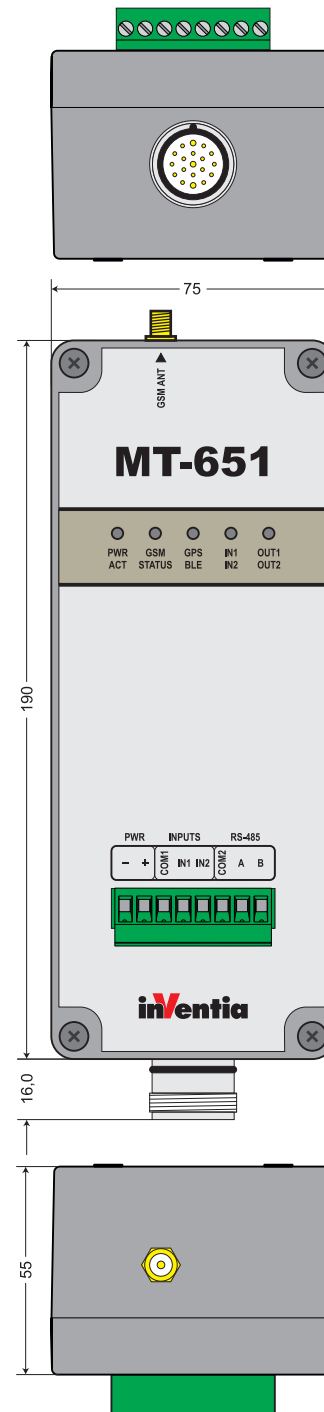 75
GSM ANT
MT-651
PWR GSM GPS IN1 OUT1
ACT STATUS BLE IN2 OUT2
190
PWR INPUTS RS-485
– + COM1 IN1 IN2 COM2 A B
inVentia
16,0
55